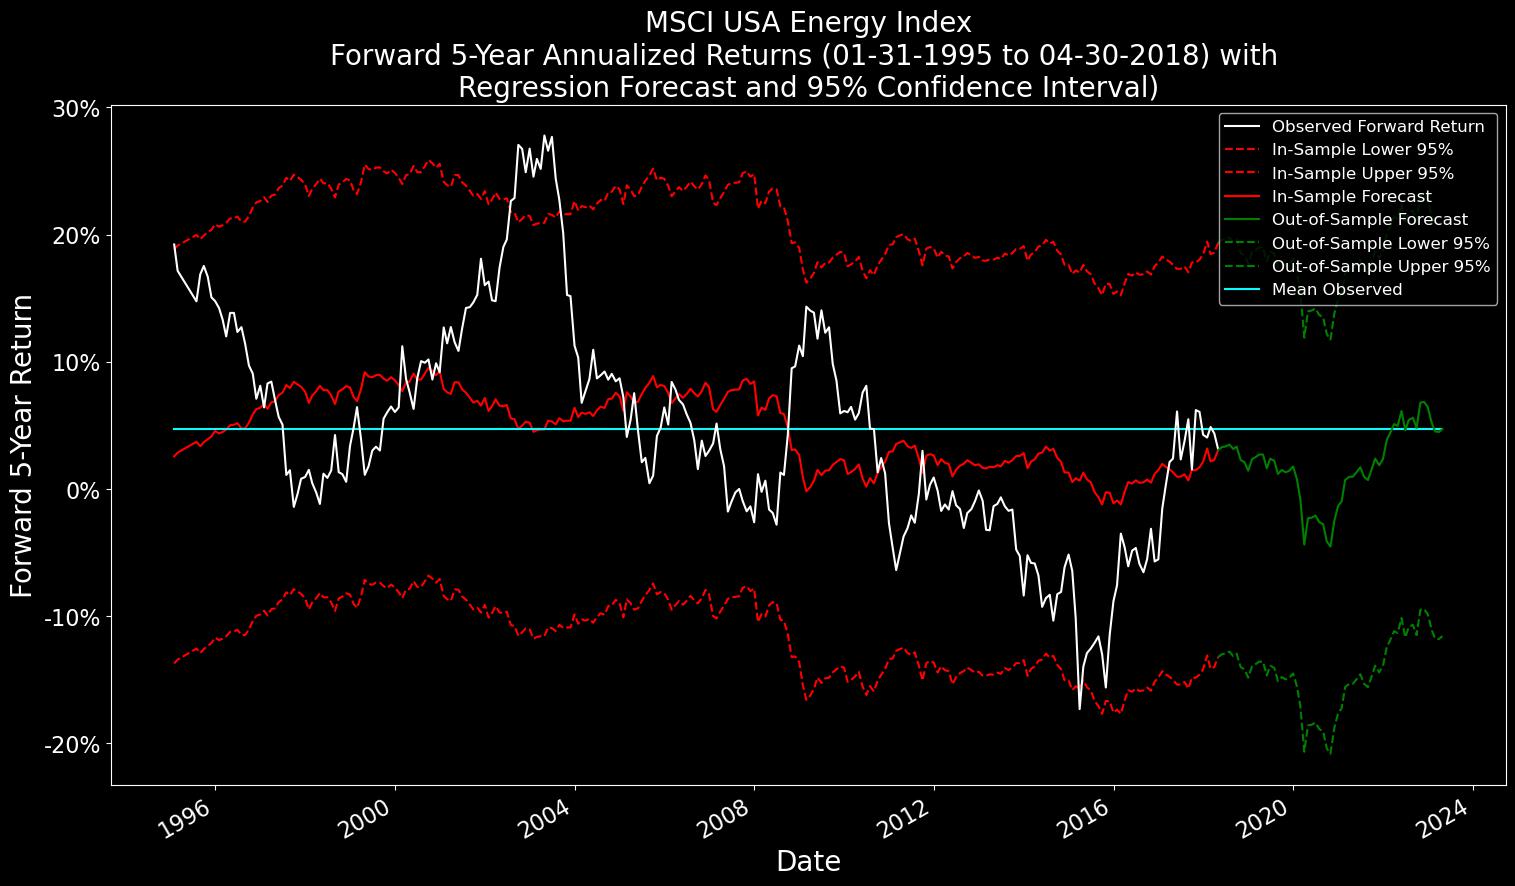 MSCI USA Energy Index
Forward 5-Year Annualized Returns (01-31-1995 to 04-30-2018) with
Regression Forecast and 95% Confidence Interval)
30%
20%
10%
0%
-10%
-20%
Forward 5-Year Return
Observed Forward Return
In-Sample Lower 95%
In-Sample Upper 95%
In-Sample Forecast
Out-of-Sample Forecast
Out-of-Sample Lower 95%
Out-of-Sample Upper 95%
Mean Observed
1996
2000
2004
2008
2012
2016
2020
2024
Date